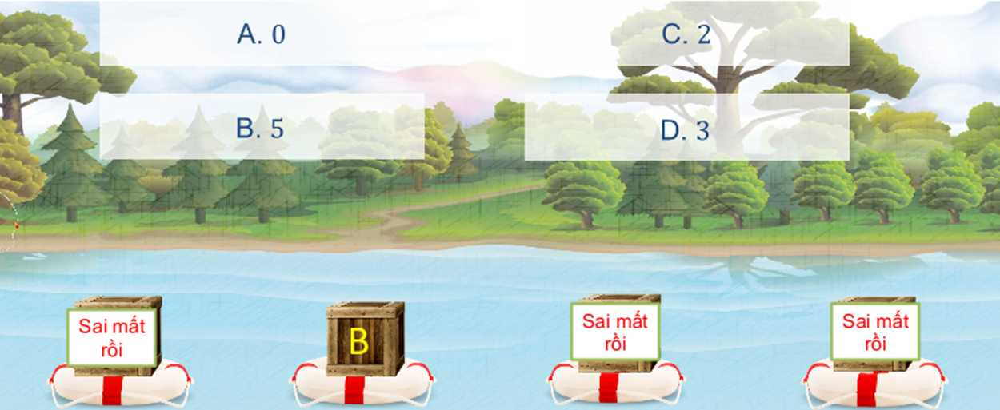 A. 0
C. 2
B. 5
D. 3
Sai mất
rồi
B
Sai mất
rồi
Sai mất
rồi